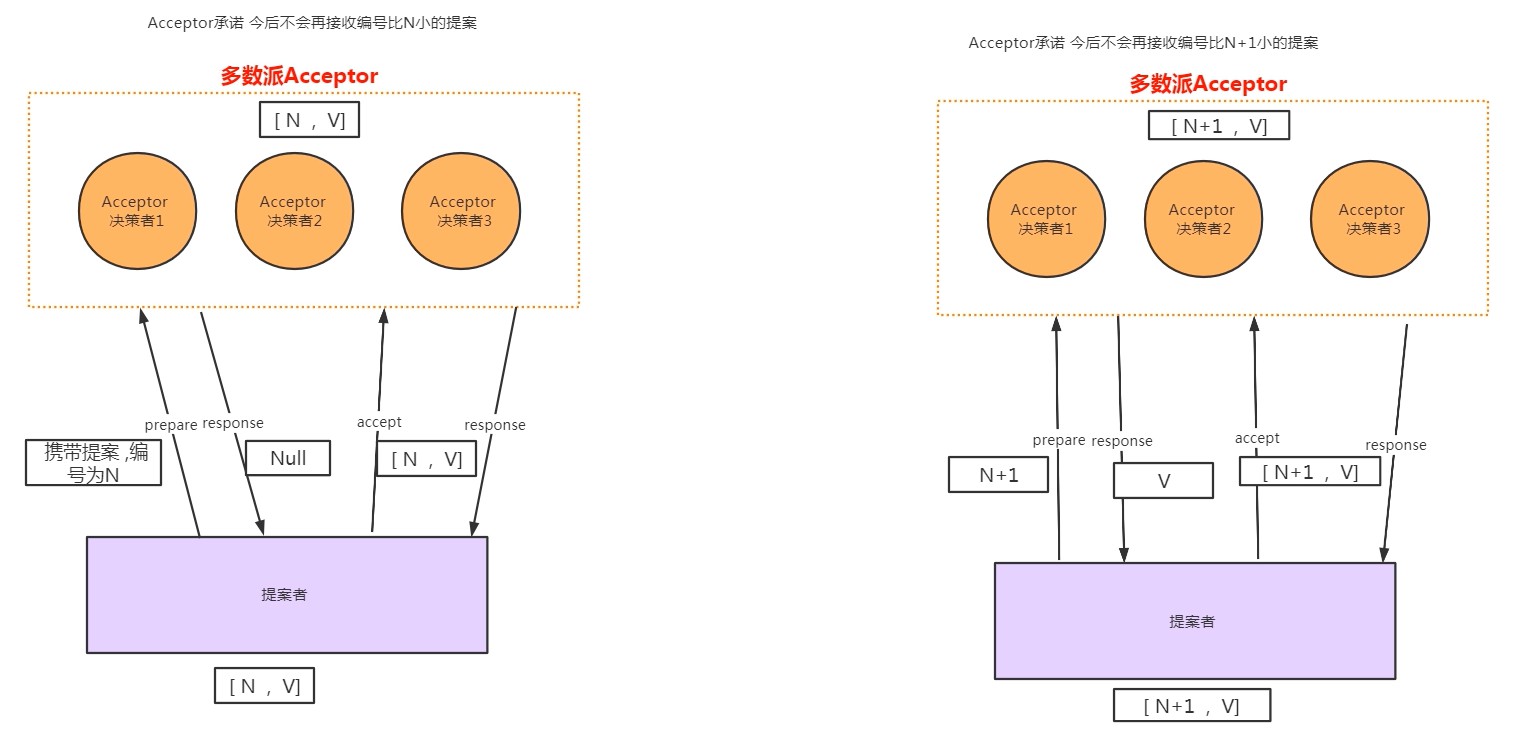 Acceptor承诺 今后不会再接收编号比N小的提案
多数派Acceptor
[ N , V]
Acceptor
决策者1
Acceptor
决策者2
Acceptor
决策者3
prepare
response
accept
response
携带提案 ,编
号为N
Null
[ N , V]
提案者
[ N , V]
Acceptor承诺 今后不会再接收编号比N+1小的提案
多数派Acceptor
[ N+1 , V]
Acceptor
决策者1
Acceptor
决策者2
Acceptor
决策者3
prepare
response
accept
response
N+1
V
[ N+1 , V]
提案者
[ N+1 , V]